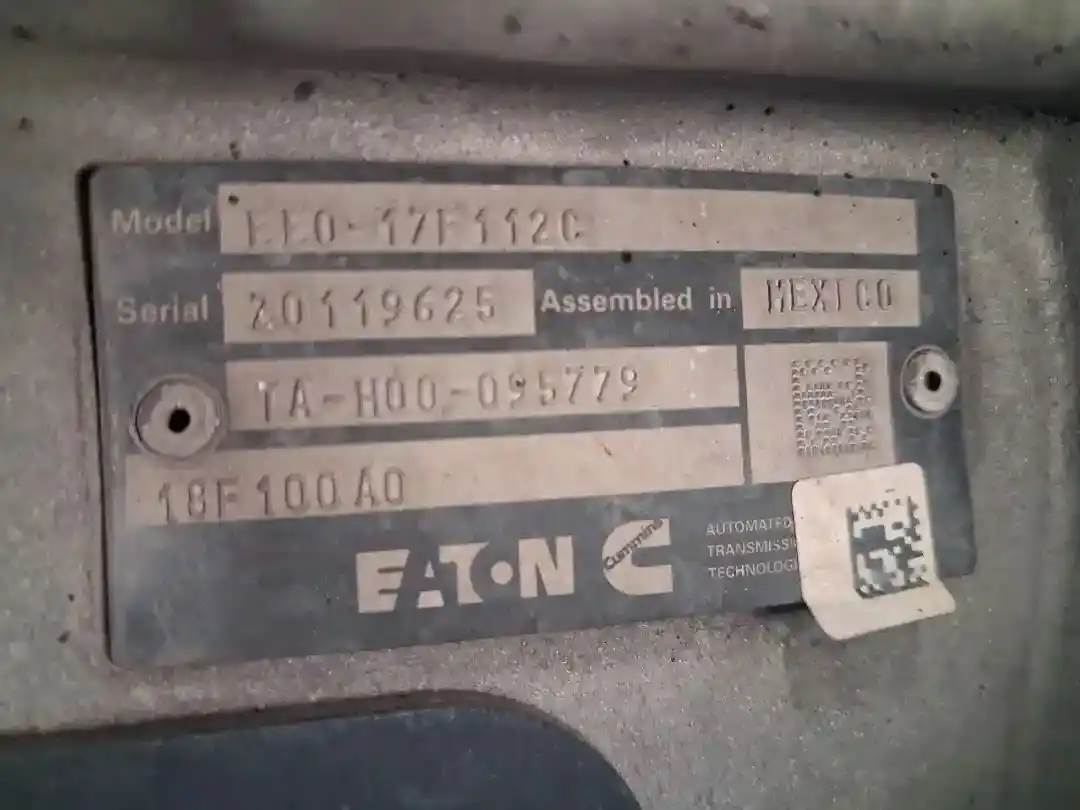 Model EEO-17F112C
Serial 20119625 Assembled in MEXICO
TA-H00-095779
18F100A0
EATON Cummins
AUTOMATED
TRANSMISSI
TECHNOLOGI